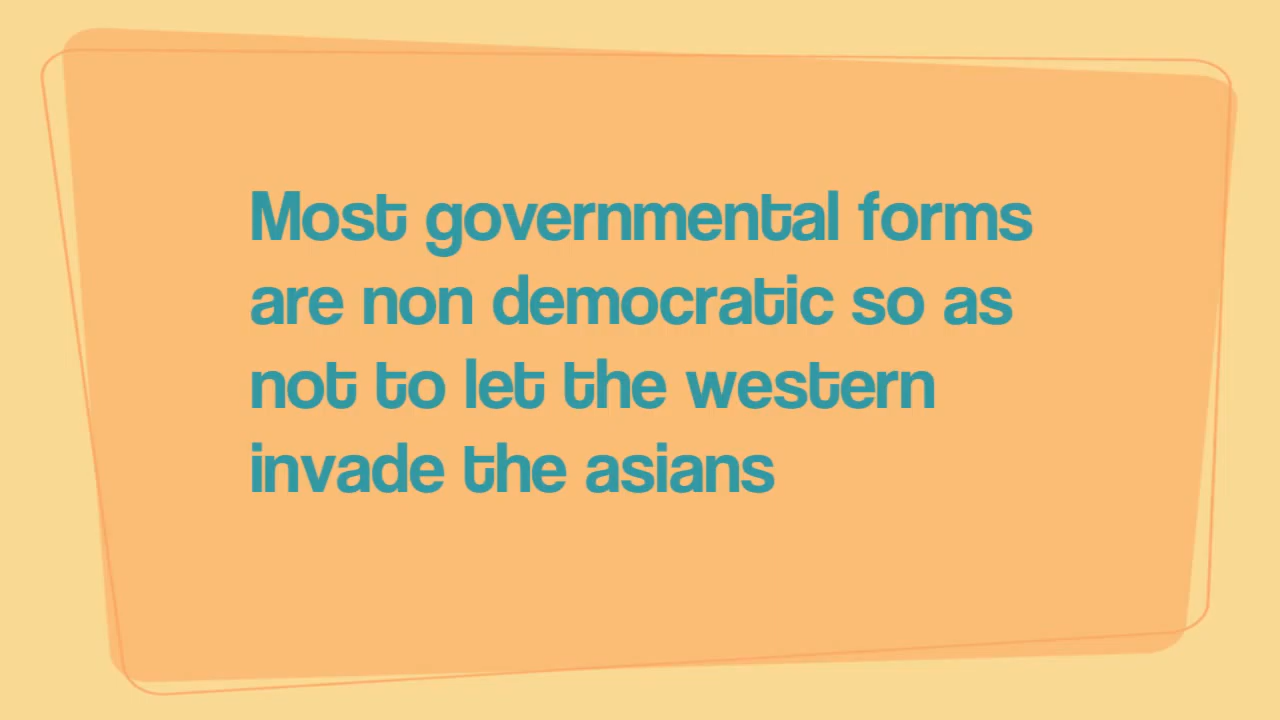 Most governmental forms
are non democratic so as
not to let the western
invade the asians